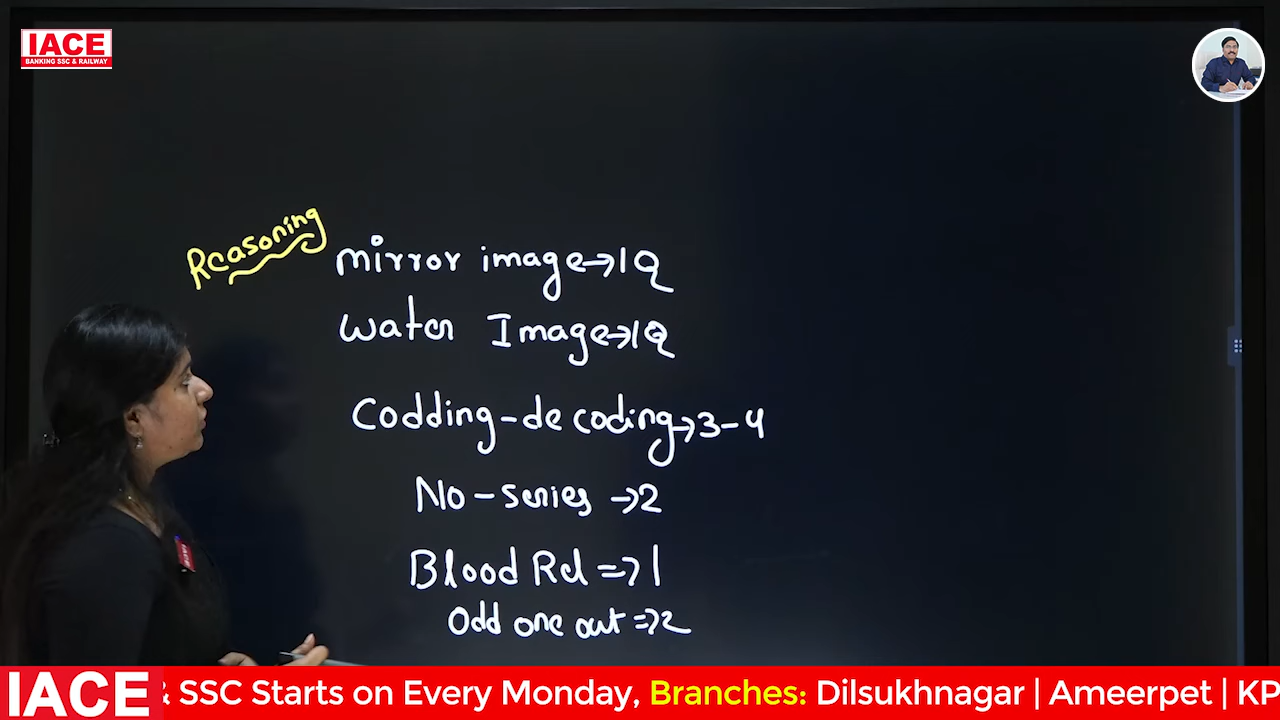 IACE
BANKING SSC & RAILWAY
Reasoning
mirror image→1Q
Water Image→1Q
Codding-decoding→3-4
No-series →2
Blood Rel =>1
Odd one out =>2
IACE & SSC Starts on Every Monday, Branches: Dilsukhnagar | Ameerpet | KP